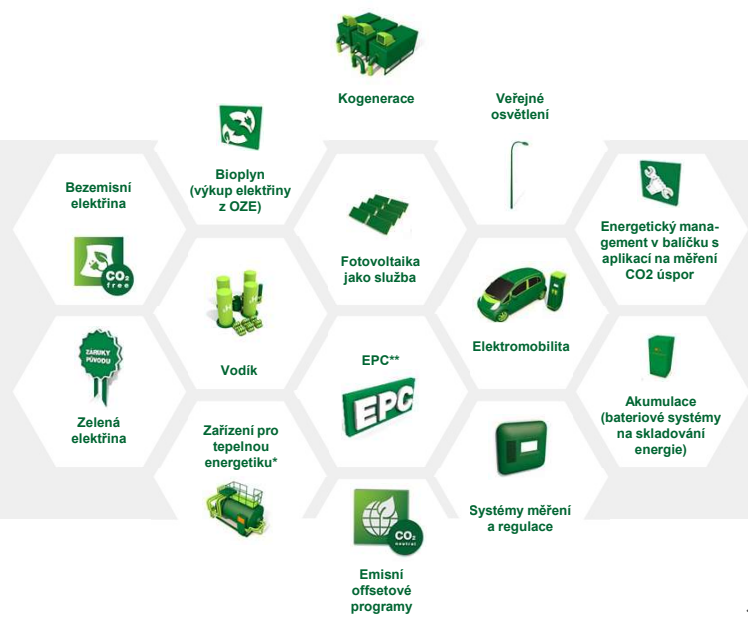 Kogenerace
Veřejné
osvětlení
Bioplyn
(výkup elektřiny
z OZE)
Bezemisní
elektřina
CO₂
free
Fotovoltaika
jako služba
Energetický mana-
gement v balíčku s
aplikací na měření
CO2 úspor
Vodík
Elektromobilita
ZÁRUKY
PŮVODU
Zelená
elektřina
EPC**
EPC
Akumulace
(bateriové systémy
na skladování
energie)
Zařízení pro
tepelnou
energetiku*
Systémy měření
a regulace
CO₂
neutral
Emisní
offsetové
programy